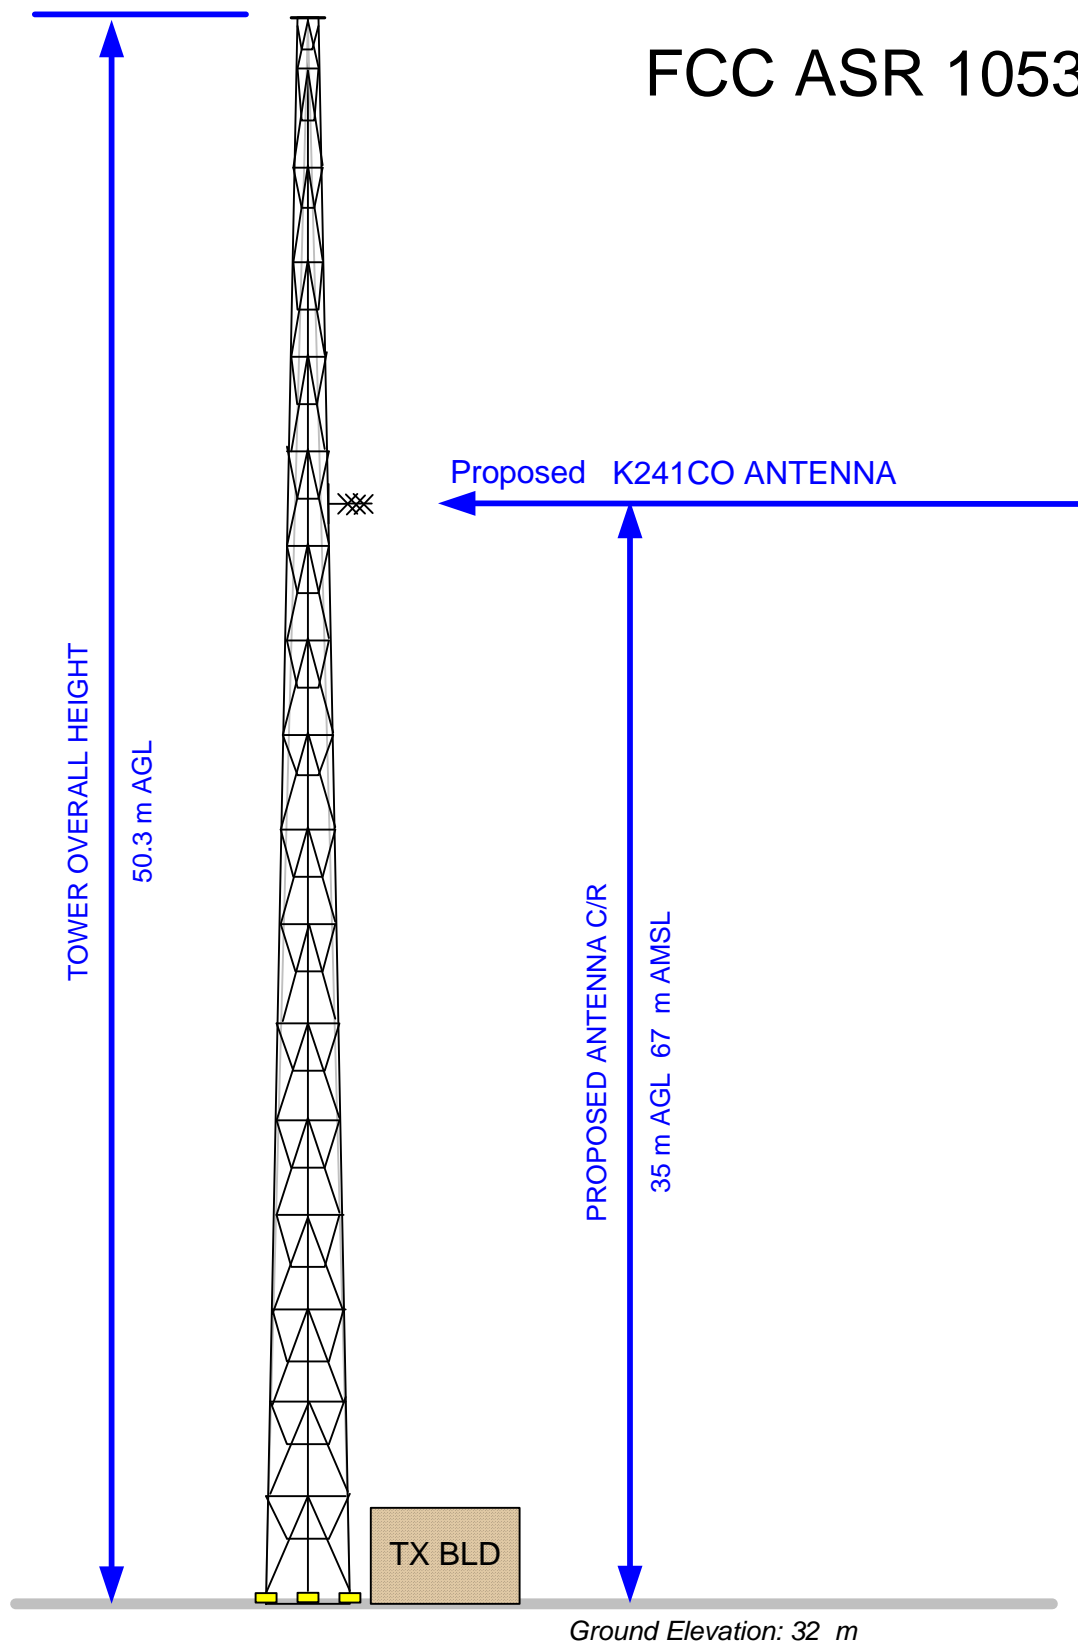 FCC ASR 1053
Proposed K241CO ANTENNA
TOWER OVERALL HEIGHT
50.3 m AGL
PROPOSED ANTENNA C/R
35 m AGL 67 m AMSL
TX BLD
Ground Elevation: 32 m